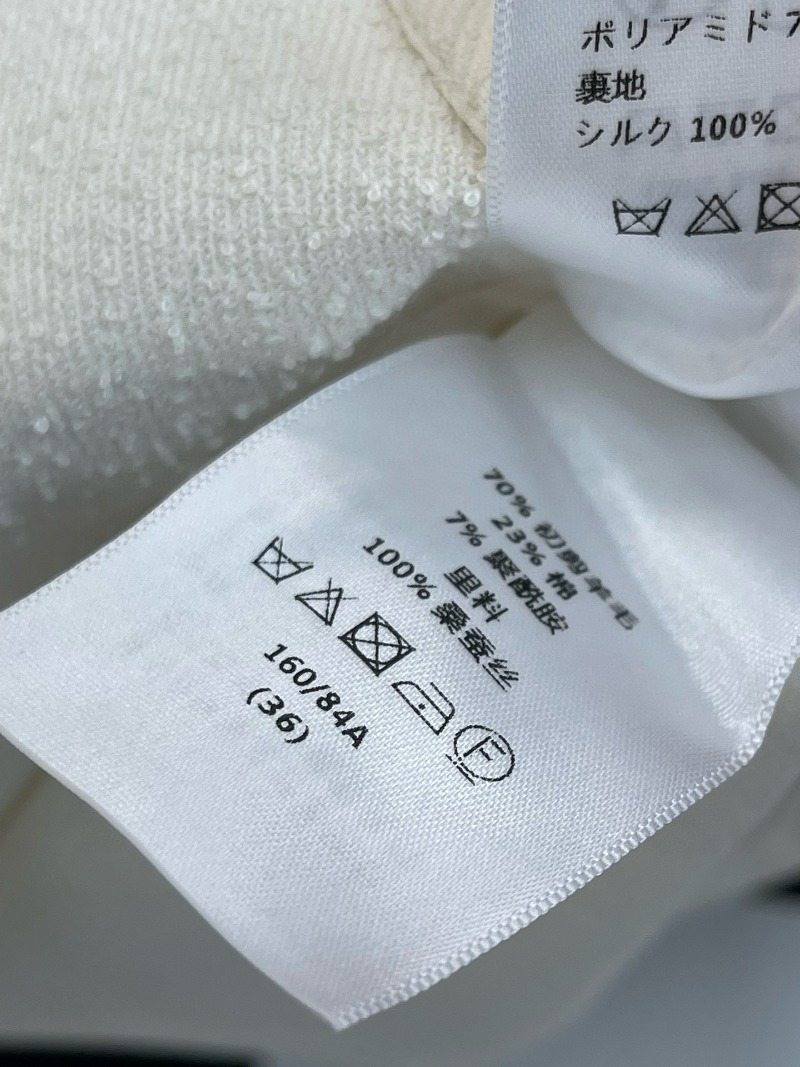 ポリアミド 7
裏地
シルク 100%
70% 初剪羊毛
23% 棉
7% 聚酰胺
里料
100% 桑蚕丝
F
160/84A
(36)